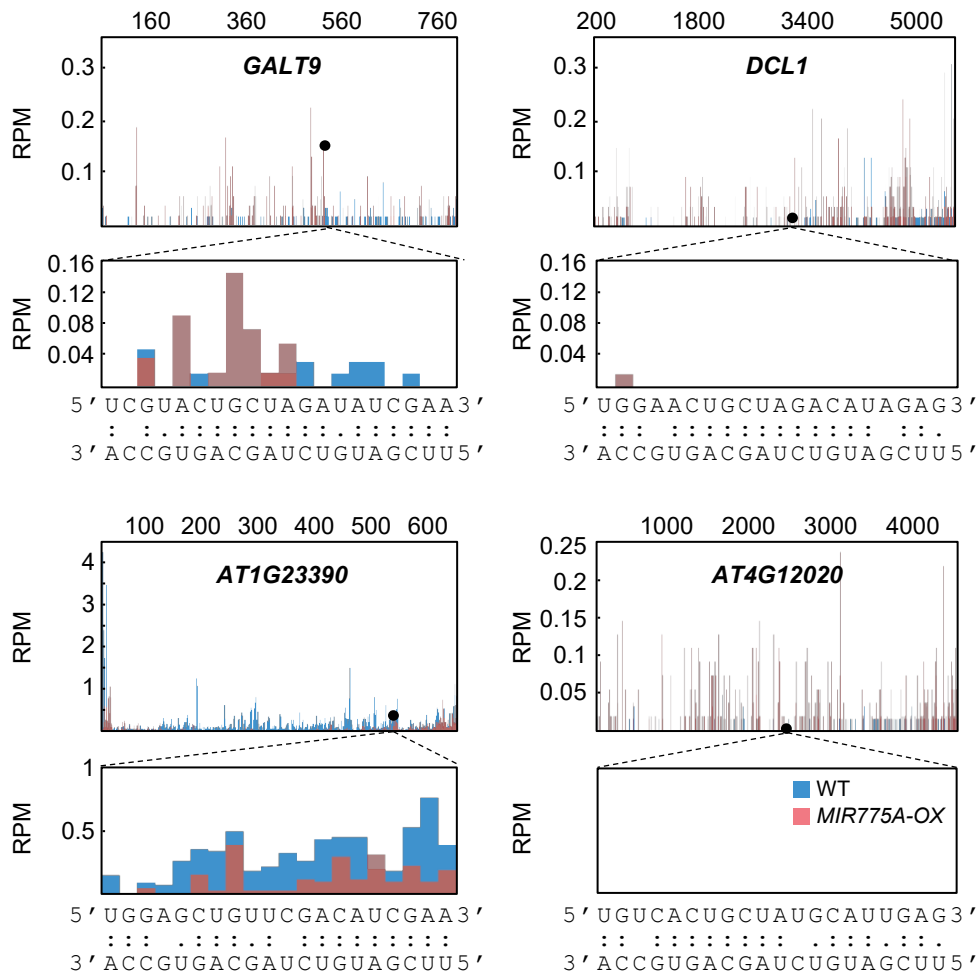 160 360 560 760
GALT9
RPM
0.3
0.2
0.1
RPM
0.16
0.12
0.08
0.04
5′UCGUACUGCUAGAUAUCGAA3′
: :.:::::::::.::::::
3′ACCGUGACGAUCUGUAGCUU5′
200 1800 3400 5000
DCL1
RPM
0.3
0.2
0.1
RPM
0.16
0.12
0.08
0.04
5′UGGAACUGCUAGACAUAGAG3′
::: :::::::::::: ::.
3′ACCGUGACGAUCUGUAGCUU5′
100 200 300 400 500 600
AT1G23390
RPM
4
3
2
1
RPM
1
0.5
5′UGGAGCUGUUCGACAUCGAA3′
::: .:::.: :::::::::
3′ACCGUGACGAUCUGUAGCUU5′
1000 2000 3000 4000
AT4G12020
RPM
0.25
0.2
0.15
0.1
0.05
WT
MIR775A-OX
5′UGUCACUGCUAUGCAUUGAG3′
:: :::::::: .:::.::.
3′ACCGUGACGAUCUGUAGCUU5′